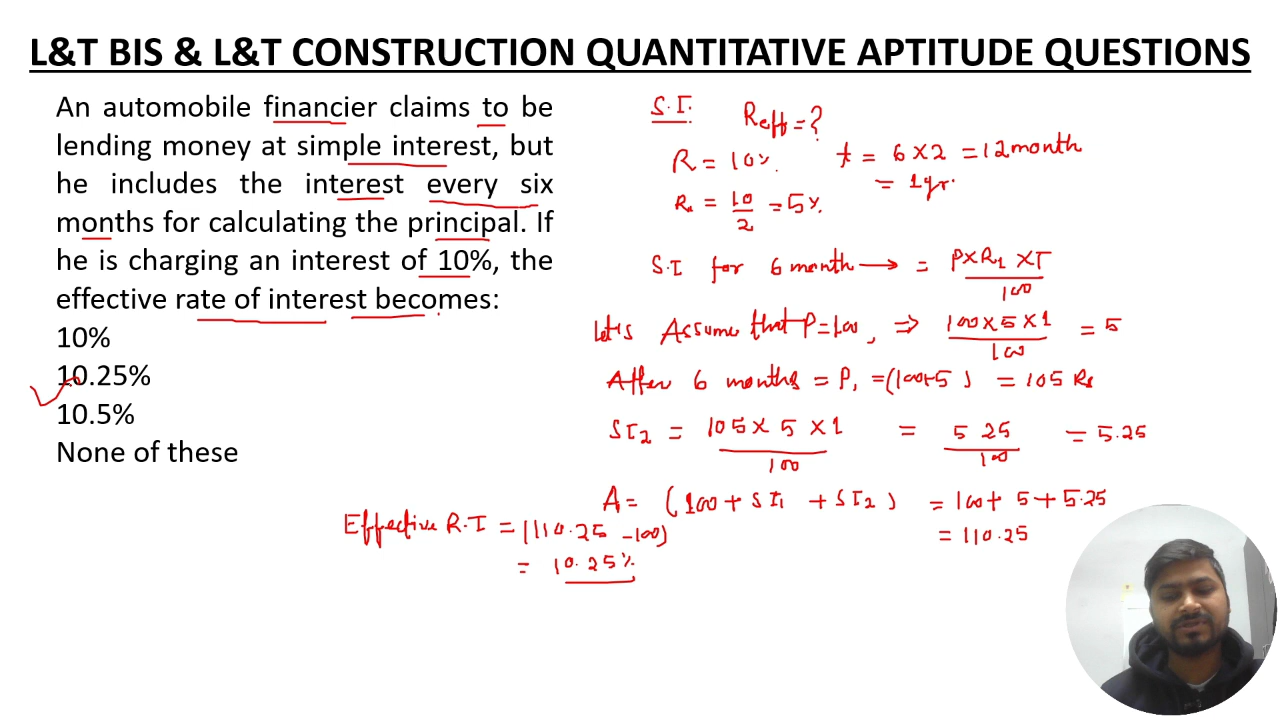 L&T BIS & L&T CONSTRUCTION QUANTITATIVE APTITUDE QUESTIONS
An automobile financier claims to be
lending money at simple interest, but
he includes the interest every six
months for calculating the principal. If
he is charging an interest of 10%, the
effective rate of interest becomes:
10%
10.25%
10.5%
None of these
S.I.
Reff = ?
R = 10%
t = 6 × 2 = 12 month
= 1yr.
R₁ = 10/2 = 5%
S.I for 6 month → = P×R₁×T/100
Let's Assume that P=100, ⇒ 100×5×1/100 = 5
After 6 months = P₁ = (100+5) = 105 Rs
SI₂ = 105×5×1/100 = 525/100 = 5.25
A = (100 + SI₁ + SI₂) = 100 + 5 + 5.25
= 110.25
Effective R.I = (110.25 - 100)
= 10.25%